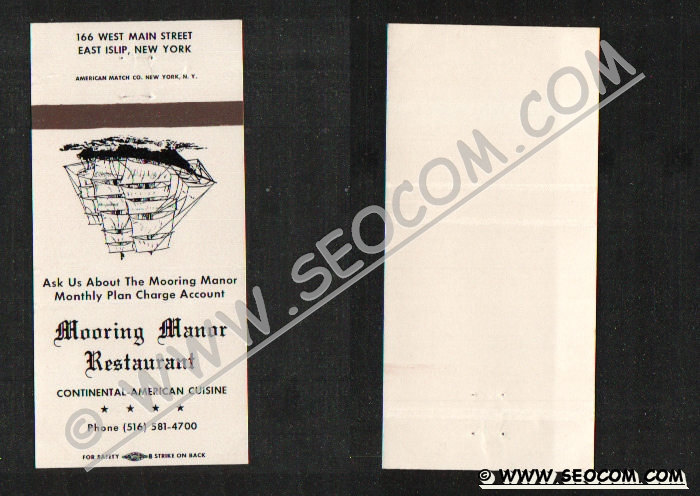 166 WEST MAIN STREET
EAST ISLIP, NEW YORK
AMERICAN MATCH CO. NEW YORK, N. Y.
Ask Us About The Mooring Manor
Monthly Plan Charge Account
Mooring Manor
Restaurant
CONTINENTAL-AMERICAN CUISINE
★ ★ ★ ★
Phone (516) 581-4700
FOR SAFETY B STRIKE ON BACK
© WWW.SEOCOM.COM
© WWW.SEOCOM.COM